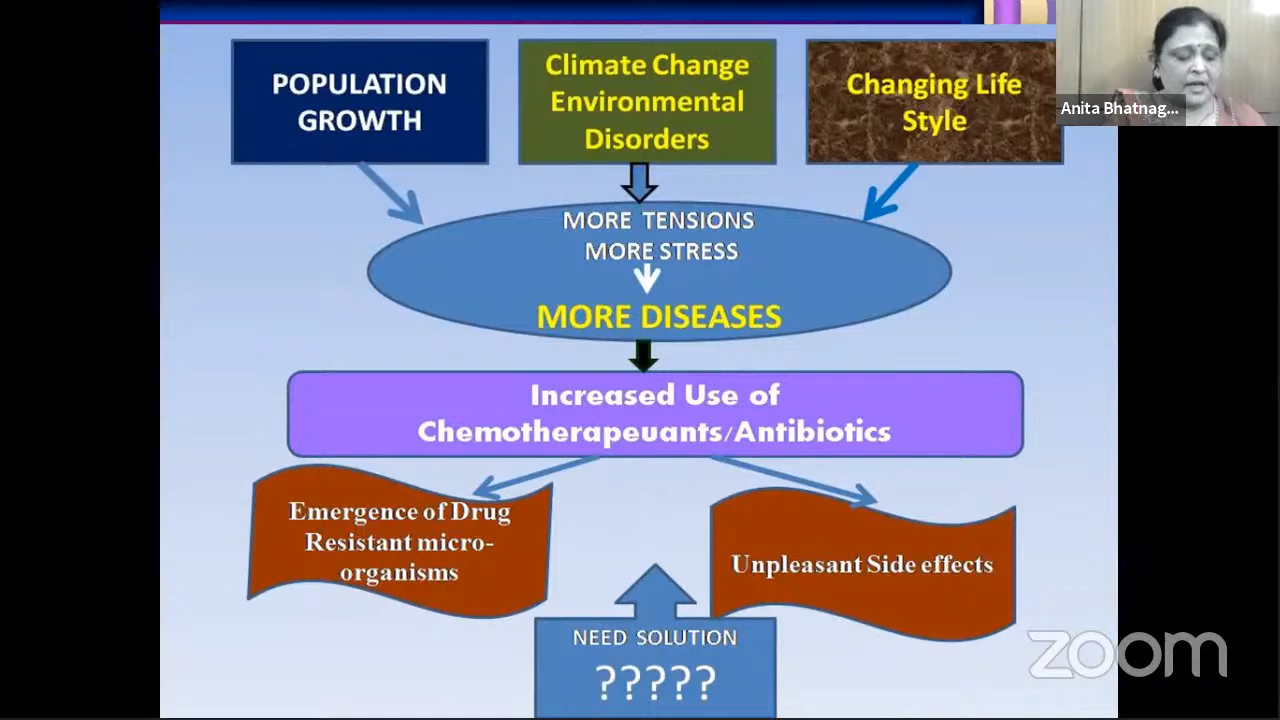 POPULATION
GROWTH
Climate Change
Environmental
Disorders
Changing Life
Style
Anita Bhatnag...
MORE TENSIONS
MORE STRESS
MORE DISEASES
Increased Use of
Chemotherapeuants/Antibiotics
Emergence of Drug
Resistant micro-
organisms
Unpleasant Side effects
NEED SOLUTION
?????
zoom